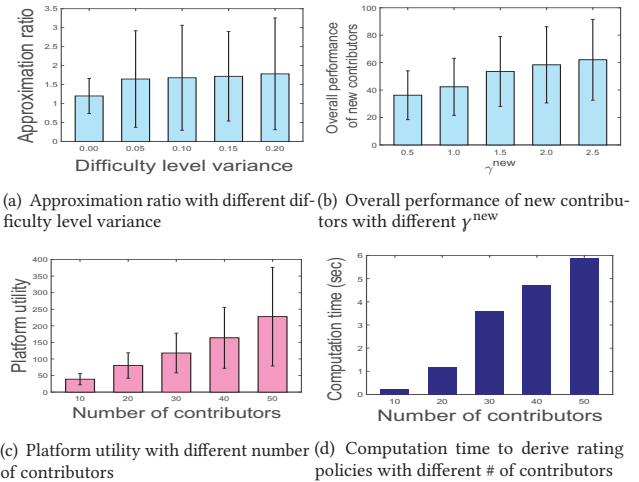 Approximation ratio
3.5
3
2.5
2
1.5
1
0.5
0
0.00 0.05 0.10 0.15 0.20
Difficulty level variance
Overall performance
of new contributors
100
80
60
40
20
0
0.5 1.0 1.5 2.0 2.5
γ^new
(a) Approximation ratio with different dif-
ficulty level variance
(b) Overall performance of new contribu-
tors with different γ^new
Platform utility
400
350
300
250
200
150
100
50
0
10 20 30 40 50
Number of contributors
Computation time (sec)
6
5
4
3
2
1
0
10 20 30 40 50
Number of contributors
(c) Platform utility with different number
of contributors
(d) Computation time to derive rating
policies with different # of contributors